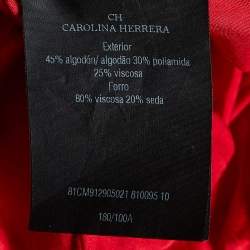 CH
CAROLINA HERRERA
Exterior
45% algodón/ algodão 30% poliamida
25% viscosa
Forro
80% viscosa 20% seda
81CM912905021 810095 10
180/100A